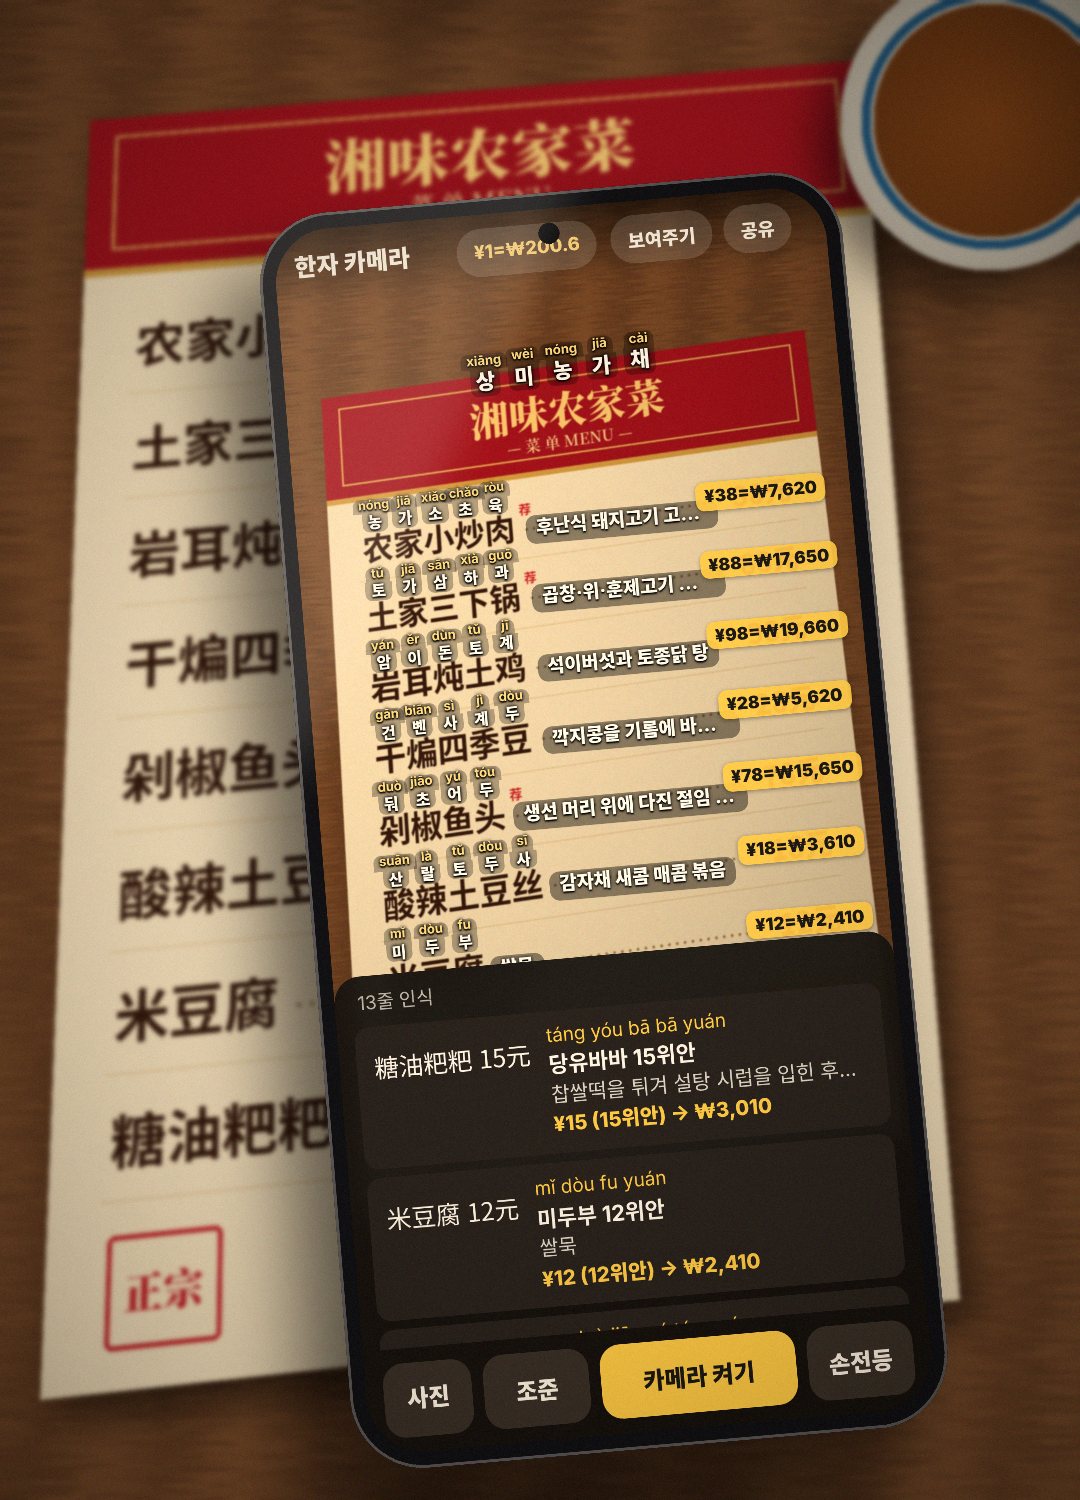 湘味农家菜
农家小
土家三
岩耳炖
干煸四季
剁椒鱼头
酸辣土豆
米豆腐
糖油粑粑
正宗
한자 카메라
¥1=₩200.6
보여주기
공유
xiāng wèi nóng jiā cài
상 미 농 가 채
湘味农家菜
— 菜 单 MENU —
nóng jiā xiǎo chǎo ròu
농 가 소 초 육
农家小炒肉 荐 후난식 돼지고기 고… ¥38=₩7,620
tǔ jiā sān xià guō
토 가 삼 하 과
土家三下锅 荐 곱창·위·훈제고기 … ¥88=₩17,650
yán ěr dùn tǔ jī
암 이 돈 토 계
岩耳炖土鸡 석이버섯과 토종닭 탕 ¥98=₩19,660
gān biān sì jì dòu
건 볜 사 계 두
干煸四季豆 깍지콩을 기름에 바… ¥28=₩5,620
duò jiāo yú tóu
둬 초 어 두
剁椒鱼头 荐 생선 머리 위에 다진 절임 … ¥78=₩15,650
suān là tǔ dòu sī
산 랄 토 두 사
酸辣土豆丝 감자채 새콤 매콤 볶음 ¥18=₩3,610
mǐ dòu fu
미 두 부
米豆腐 쌀묵 ¥12=₩2,410
13줄 인식
糖油粑粑 15元
táng yóu bā bā yuán
당유바바 15위안
찹쌀떡을 튀겨 설탕 시럽을 입힌 후…
¥15 (15위안) → ₩3,010
米豆腐 12元
mǐ dòu fu yuán
미두부 12위안
쌀묵
¥12 (12위안) → ₩2,410
사진
조준
카메라 켜기
손전등